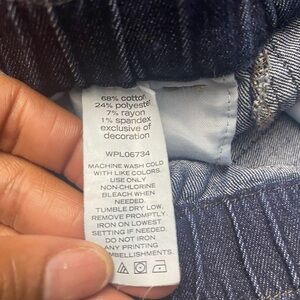 68% cotton
24% polyester
7% rayon
1% spandex
exclusive of
decoration
WPL06734
MACHINE WASH COLD
WITH LIKE COLORS.
USE ONLY
NON-CHLORINE
BLEACH WHEN
NEEDED.
TUMBLE DRY LOW.
REMOVE PROMPTLY.
IRON ON LOWEST
SETTING AS
NEEDED.
DO NOT IRON
ANY PRINTING
EMBELLISHMENTS.